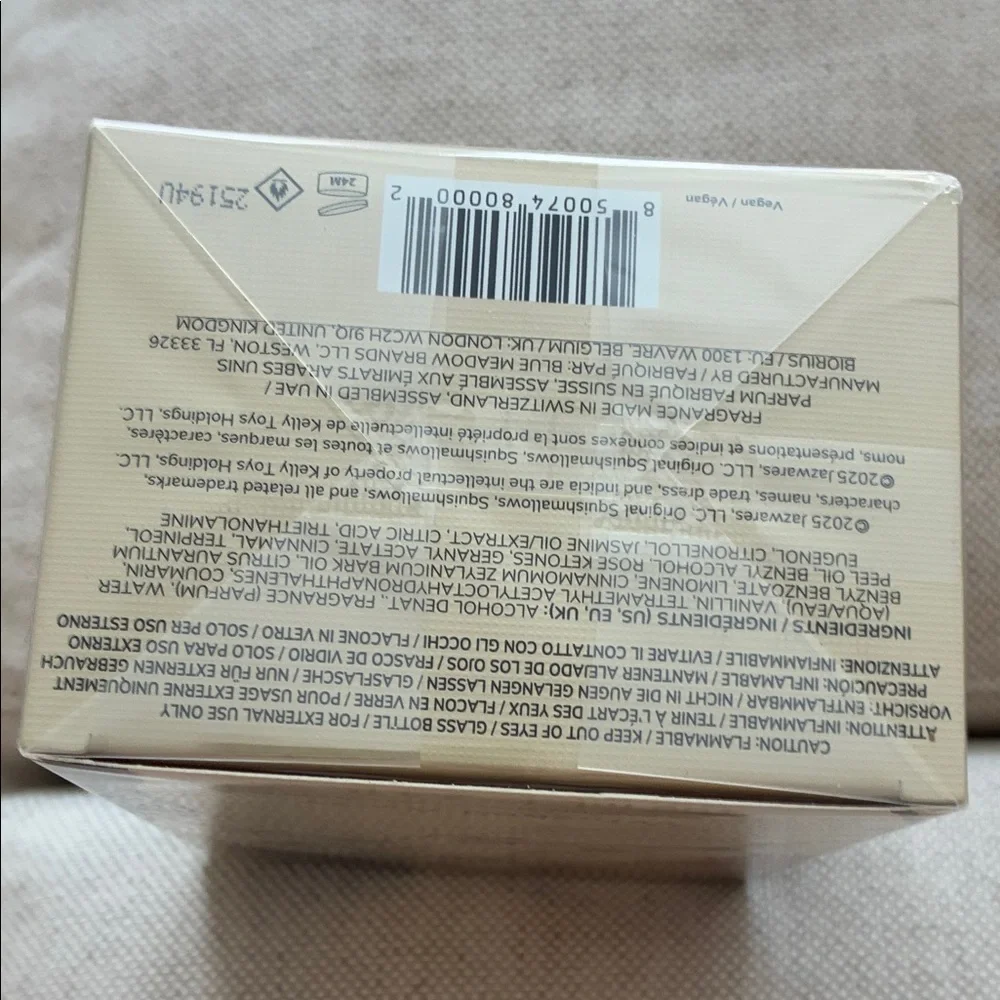 CAUTION: FLAMMABLE / KEEP OUT OF EYES / GLASS BOTTLE / FOR EXTERNAL USE ONLY
ATTENTION: INFLAMMABLE / TENIR À L'ÉCART DES YEUX / FLACON EN VERRE / POUR USAGE EXTERNE UNIQUEMENT
VORSICHT: ENTFLAMMBAR / NICHT IN DIE AUGEN GELANGEN LASSEN / GLASFLASCHE / NUR FÜR EXTERNEN GEBRAUCH
PRECAUCIÓN: INFLAMABLE / MANTENER ALEJADO DE LOS OJOS / FRASCO DE VIDRIO / SOLO PARA USO EXTERNO
ATTENZIONE: INFIAMMABILE / EVITARE IL CONTATTO CON GLI OCCHI / FLACONE IN VETRO / SOLO PER USO ESTERNO
INGREDIENTS / INGRÉDIENTS (US, EU, UK): ALCOHOL DENAT., FRAGRANCE (PARFUM), WATER
(AQUA/EAU), VANILLIN, TETRAMETHYL ACETYLOCTAHYDRONAPHTHALENES, COUMARIN,
BENZYL BENZOATE, LIMONENE, CINNAMOMUM ZEYLANICUM BARK OIL, CITRUS AURANTIUM
PEEL OIL, BENZYL ALCOHOL, ROSE KETONES, GERANYL ACETATE, CINNAMAL, TERPINEOL,
EUGENOL, CITRONELLOL, JASMINE OIL/EXTRACT, CITRIC ACID, TRIETHANOLAMINE
©2025 Jazwares, LLC. Original Squishmallows, Squishmallows, and all related trademarks,
characters, names, trade dress, and indicia are the intellectual property of Kelly Toys Holdings, LLC.
©2025 Jazwares, LLC. Original Squishmallows, Squishmallows et toutes les marques, caractères,
noms, présentations et indices connexes sont la propriété intellectuelle de Kelly Toys Holdings, LLC.
FRAGRANCE MADE IN SWITZERLAND, ASSEMBLED IN UAE /
PARFUM FABRIQUÉ EN SUISSE, ASSEMBLÉ AUX ÉMIRATS ARABES UNIS
MANUFACTURED BY / FABRIQUÉ PAR: BLUE MEADOW BRANDS LLC, WESTON, FL 33326
BIORIUS / EU: 1300 WAVRE, BELGIUM / UK: LONDON WC2H 9JQ, UNITED KINGDOM
Vegan / Végan
8 50074 80000 2
24M
25194U